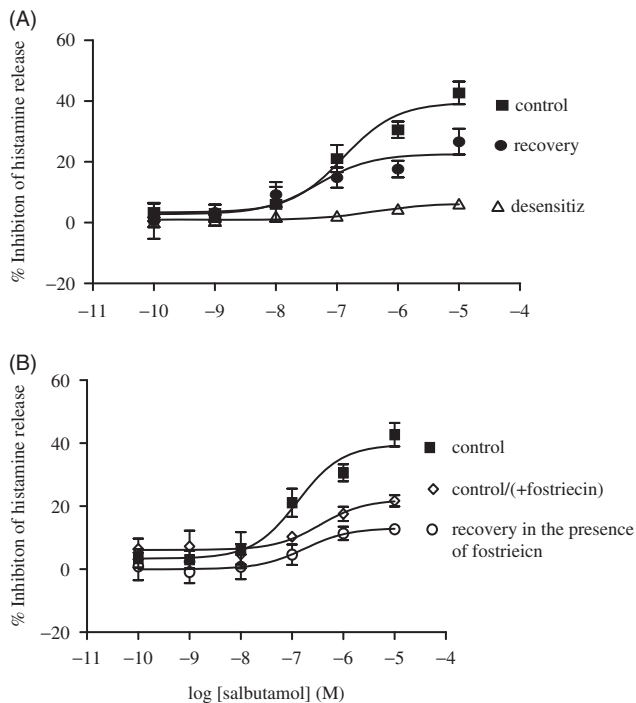 (A)
% Inhibiton of histamine release
60
40
20
0
−20
−11 −10 −9 −8 −7 −6 −5 −4
control
recovery
desensitiz
(B)
% Inhibiton of histamine release
60
40
20
0
−20
−11 −10 −9 −8 −7 −6 −5 −4
control
control/(+fostriecin)
recovery in the presence
of fostrieicn
log [salbutamol] (M)